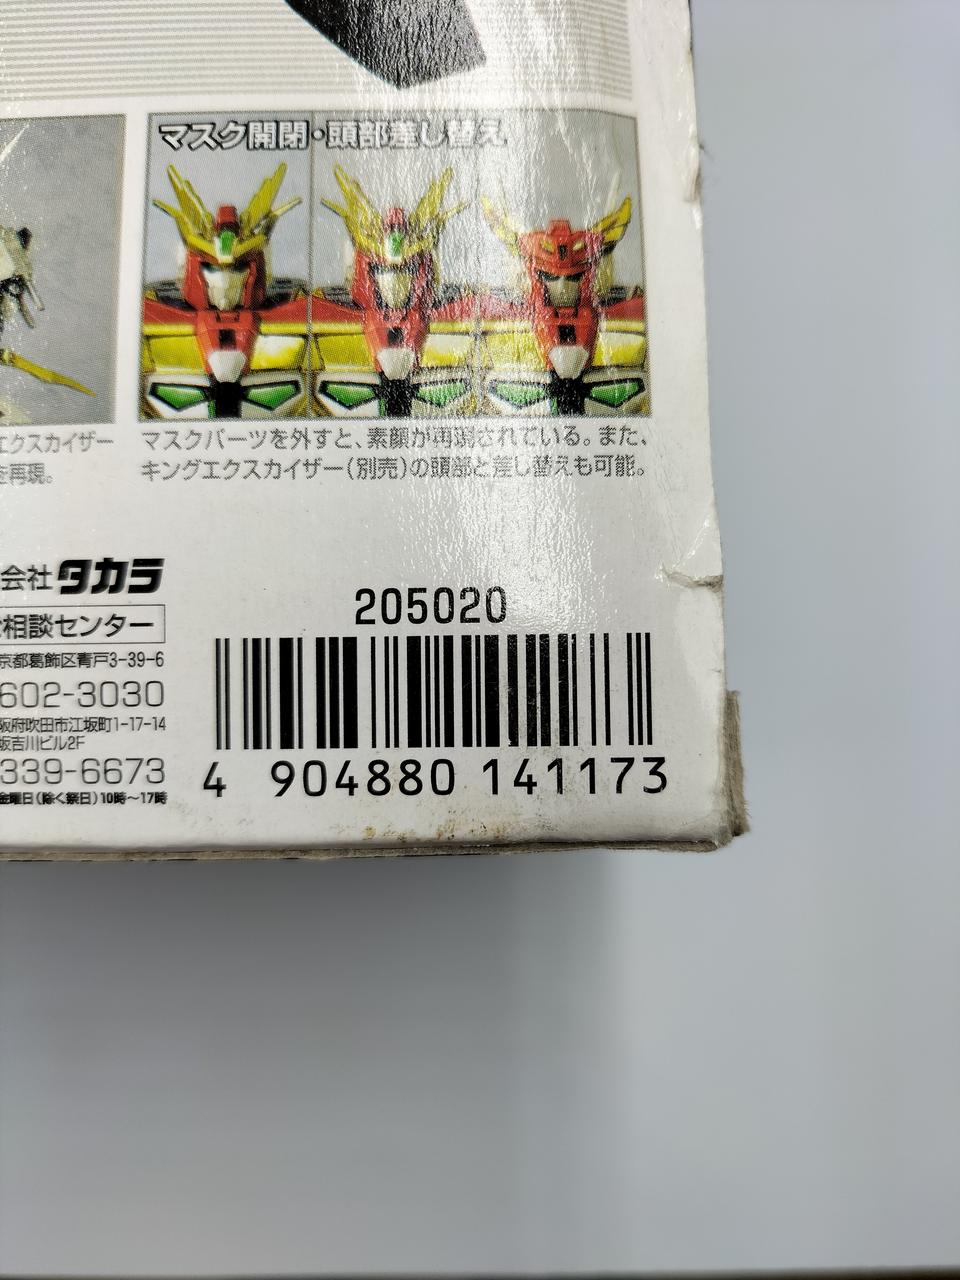 マスク開閉・頭部差し替え
エクスカイザー
を再現。
マスクパーツを外すと、素顔が再現されている。また、
キングエクスカイザー(別売)の頭部と差し替えも可能。
会社タカラ
相談センター
京都葛飾区青戸3-39-6
602-3030
阪府吹田市江坂町1-17-14
坂吉川ビル2F
339-6673
金曜日(除く祭日)10時〜17時
205020
4 904880 141173